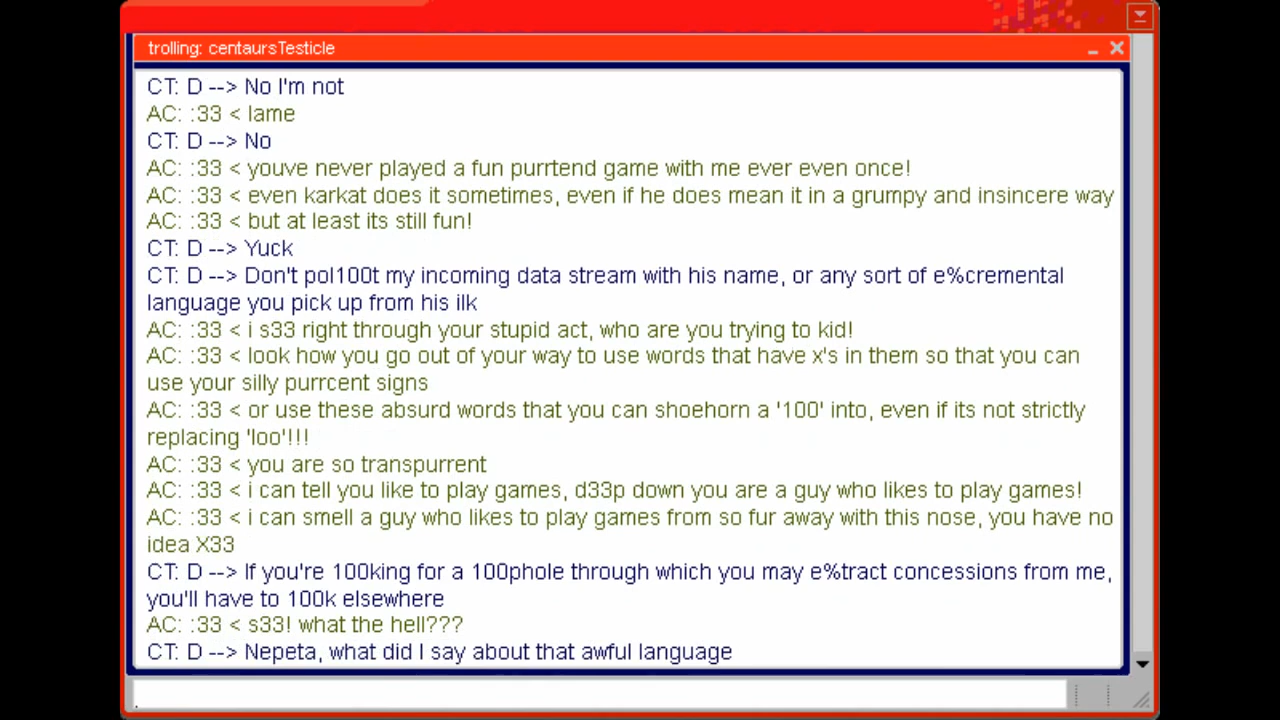 trolling: centaursTesticle
CT: D --> No I'm not
AC: :33 < lame
CT: D --> No
AC: :33 < youve never played a fun purrtend game with me ever even once!
AC: :33 < even karkat does it sometimes, even if he does mean it in a grumpy and insincere way
AC: :33 < but at least its still fun!
CT: D --> Yuck
CT: D --> Don't pol100t my incoming data stream with his name, or any sort of e%cremental
language you pick up from his ilk
AC: :33 < i s33 right through your stupid act, who are you trying to kid!
AC: :33 < look how you go out of your way to use words that have x's in them so that you can
use your silly purrcent signs
AC: :33 < or use these absurd words that you can shoehorn a '100' into, even if its not strictly
replacing 'loo'!!!
AC: :33 < you are so transpurrent
AC: :33 < i can tell you like to play games, d33p down you are a guy who likes to play games!
AC: :33 < i can smell a guy who likes to play games from so fur away with this nose, you have no
idea X33
CT: D --> If you're 100king for a 100phole through which you may e%tract concessions from me,
you'll have to 100k elsewhere
AC: :33 < s33! what the hell???
CT: D --> Nepeta, what did I say about that awful language